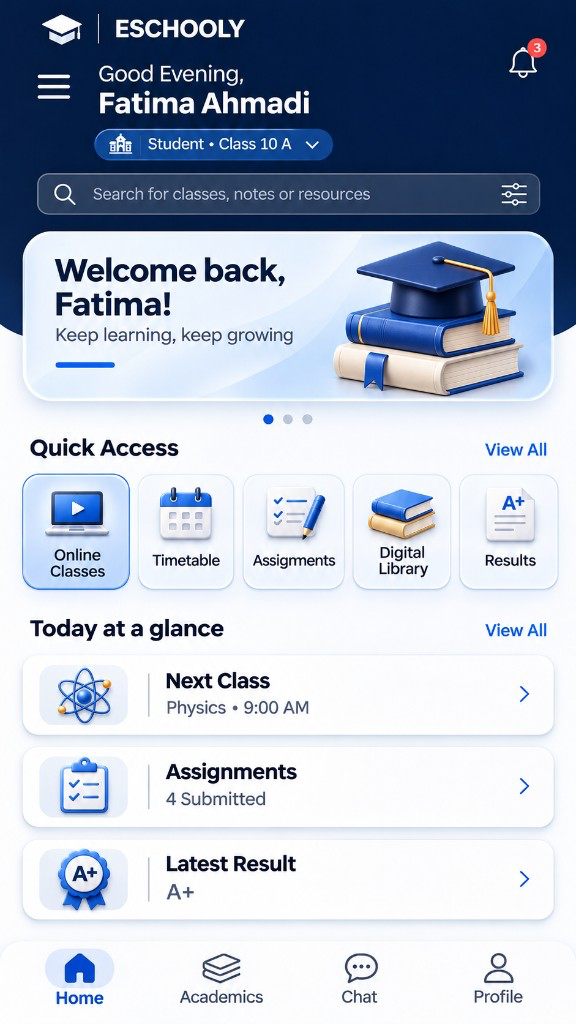 ESCHOOLY
3
Good Evening,
Fatima Ahmadi
Student • Class 10 A
Search for classes, notes or resources
Welcome back,
Fatima!
Keep learning, keep growing
Quick Access
View All
Online
Classes
Timetable
Assigments
Digital
Library
A+
Results
Today at a glance
View All
Next Class
Physics • 9:00 AM
Assignments
4 Submitted
A+
Latest Result
A+
Home
Academics
Chat
Profile